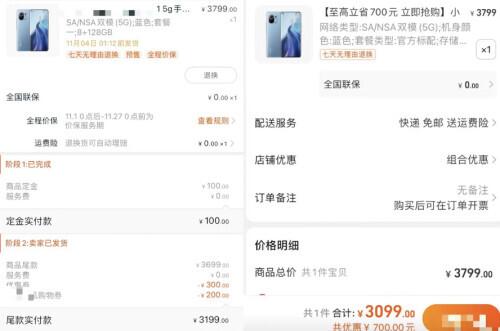 1 5g手... ¥3799.00
SA/NSA双模(5G);蓝色;套餐 ×1
一;8+128GB
11月04日 01:12前发货
七天无理由退换 预售 全程价保
退换
全国联保 ¥0.00 ×1
全程价保 11.1 0点后-11.27 0点前为 查看规则
价保服务期
运费险 退换货可自动理赔 ¥0.00 ×1
阶段1:已完成
商品定金 ¥100.00
服务费 ¥0.00
定金实付款 ¥100.00
阶段2:卖家已发货
商品尾款 ¥3699.00
服务费 ¥0.00
-¥300.00
购物券 -¥200.00
尾款实付款 ¥3199.00
【至高立省700元 立即抢购】小 ¥3799
网络类型:SA/NSA双模(5G);机身颜
色:蓝色;套餐类型:官方标配;存储...
七天无理由退换 ×1
全国联保 ¥0.00
配送服务 快递 免邮 送运费险
店铺优惠 组合优惠
订单备注 无备注
购买后可在订单开票
价格明细
商品总价 共1件宝贝 ¥3799.00
共1件 合计: ¥3099.00
共优惠 ¥700.00